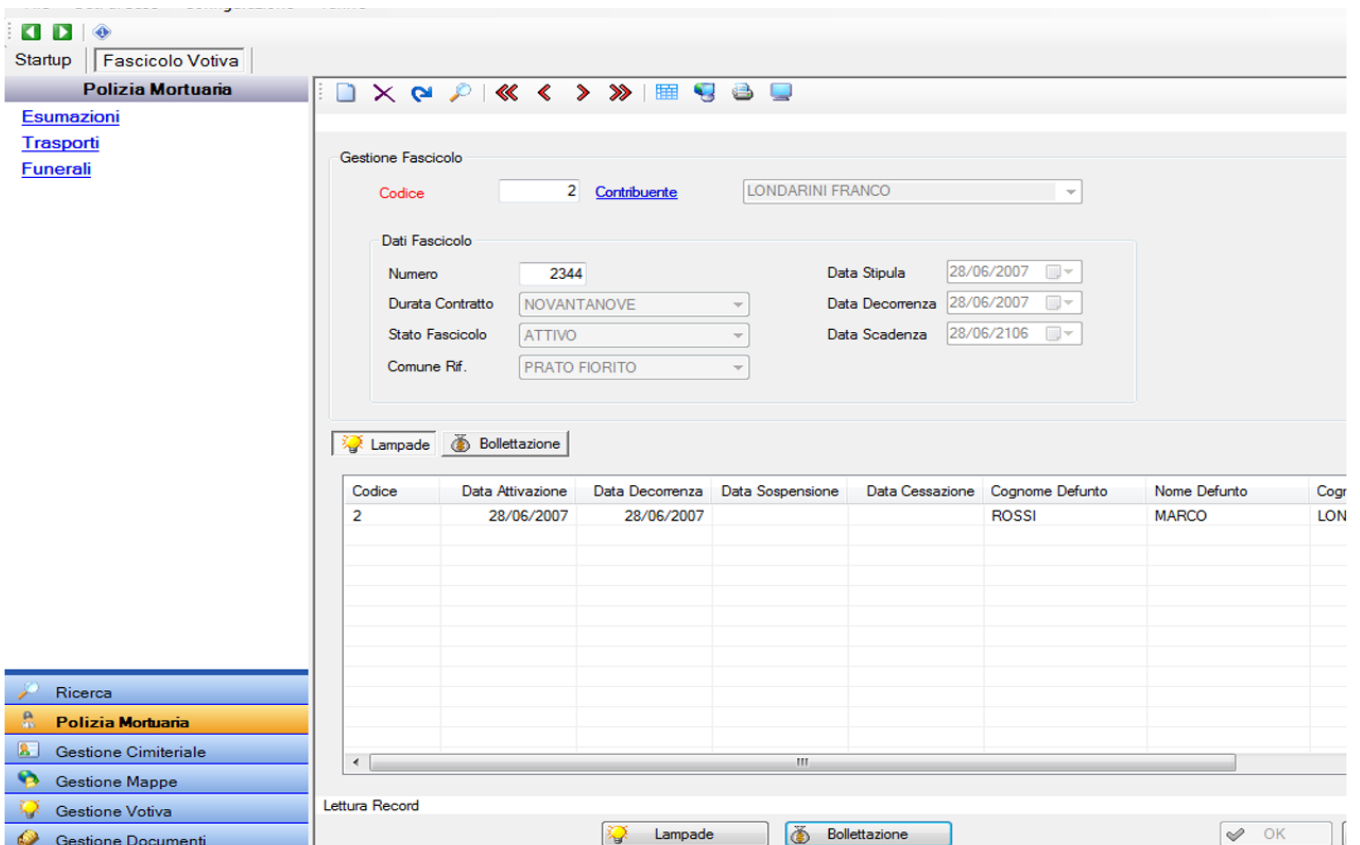 Startup Fascicolo Votiva
Polizia Mortuaria
Esumazioni
Trasporti
Funerali
Gestione Fascicolo
Codice 2 Contribuente LONDARINI FRANCO
Dati Fascicolo
Numero 2344 Data Stipula 28/06/2007
Durata Contratto NOVANTANOVE Data Decorrenza 28/06/2007
Stato Fascicolo ATTIVO Data Scadenza 28/06/2106
Comune Rif. PRATO FIORITO
Lampade Bollettazione
Codice Data Attivazione Data Decorrenza Data Sospensione Data Cessazione Cognome Defunto Nome Defunto Cogn
2 28/06/2007 28/06/2007 ROSSI MARCO LON
Ricerca
Polizia Mortuaria
Gestione Cimiteriale
Gestione Mappe
Gestione Votiva
Gestione Documenti
Lettura Record
Lampade Bollettazione OK